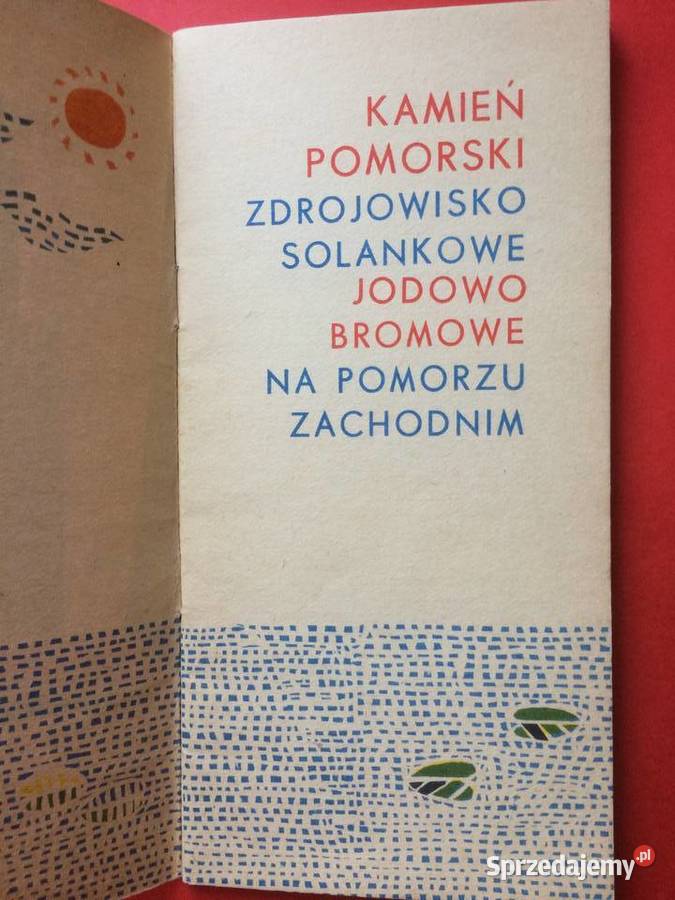 KAMIEŃ
POMORSKI
ZDROJOWISKO
SOLANKOWE
JODOWO
BROMOWE
NA POMORZU
ZACHODNIM
Sprzedajemy.pl